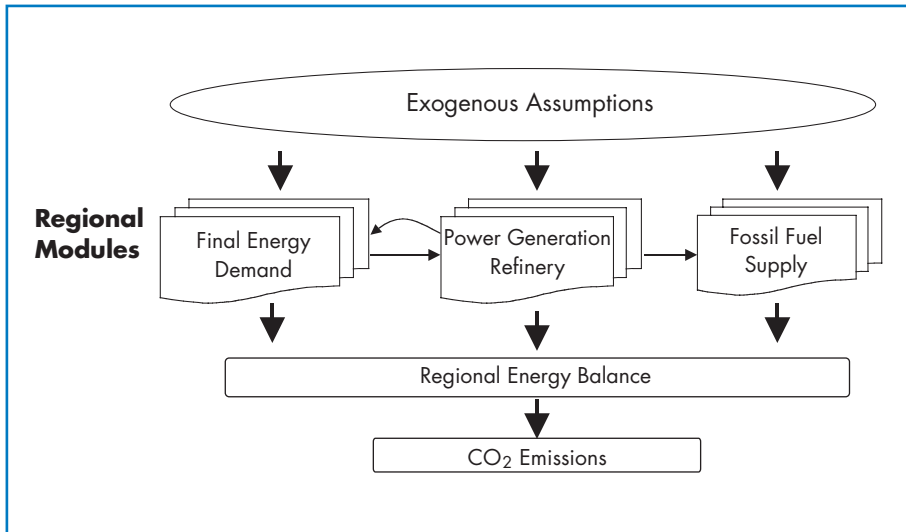 Exogenous Assumptions
Regional
Modules
Final Energy
Demand
Power Generation
Refinery
Fossil Fuel
Supply
Regional Energy Balance
CO₂ Emissions